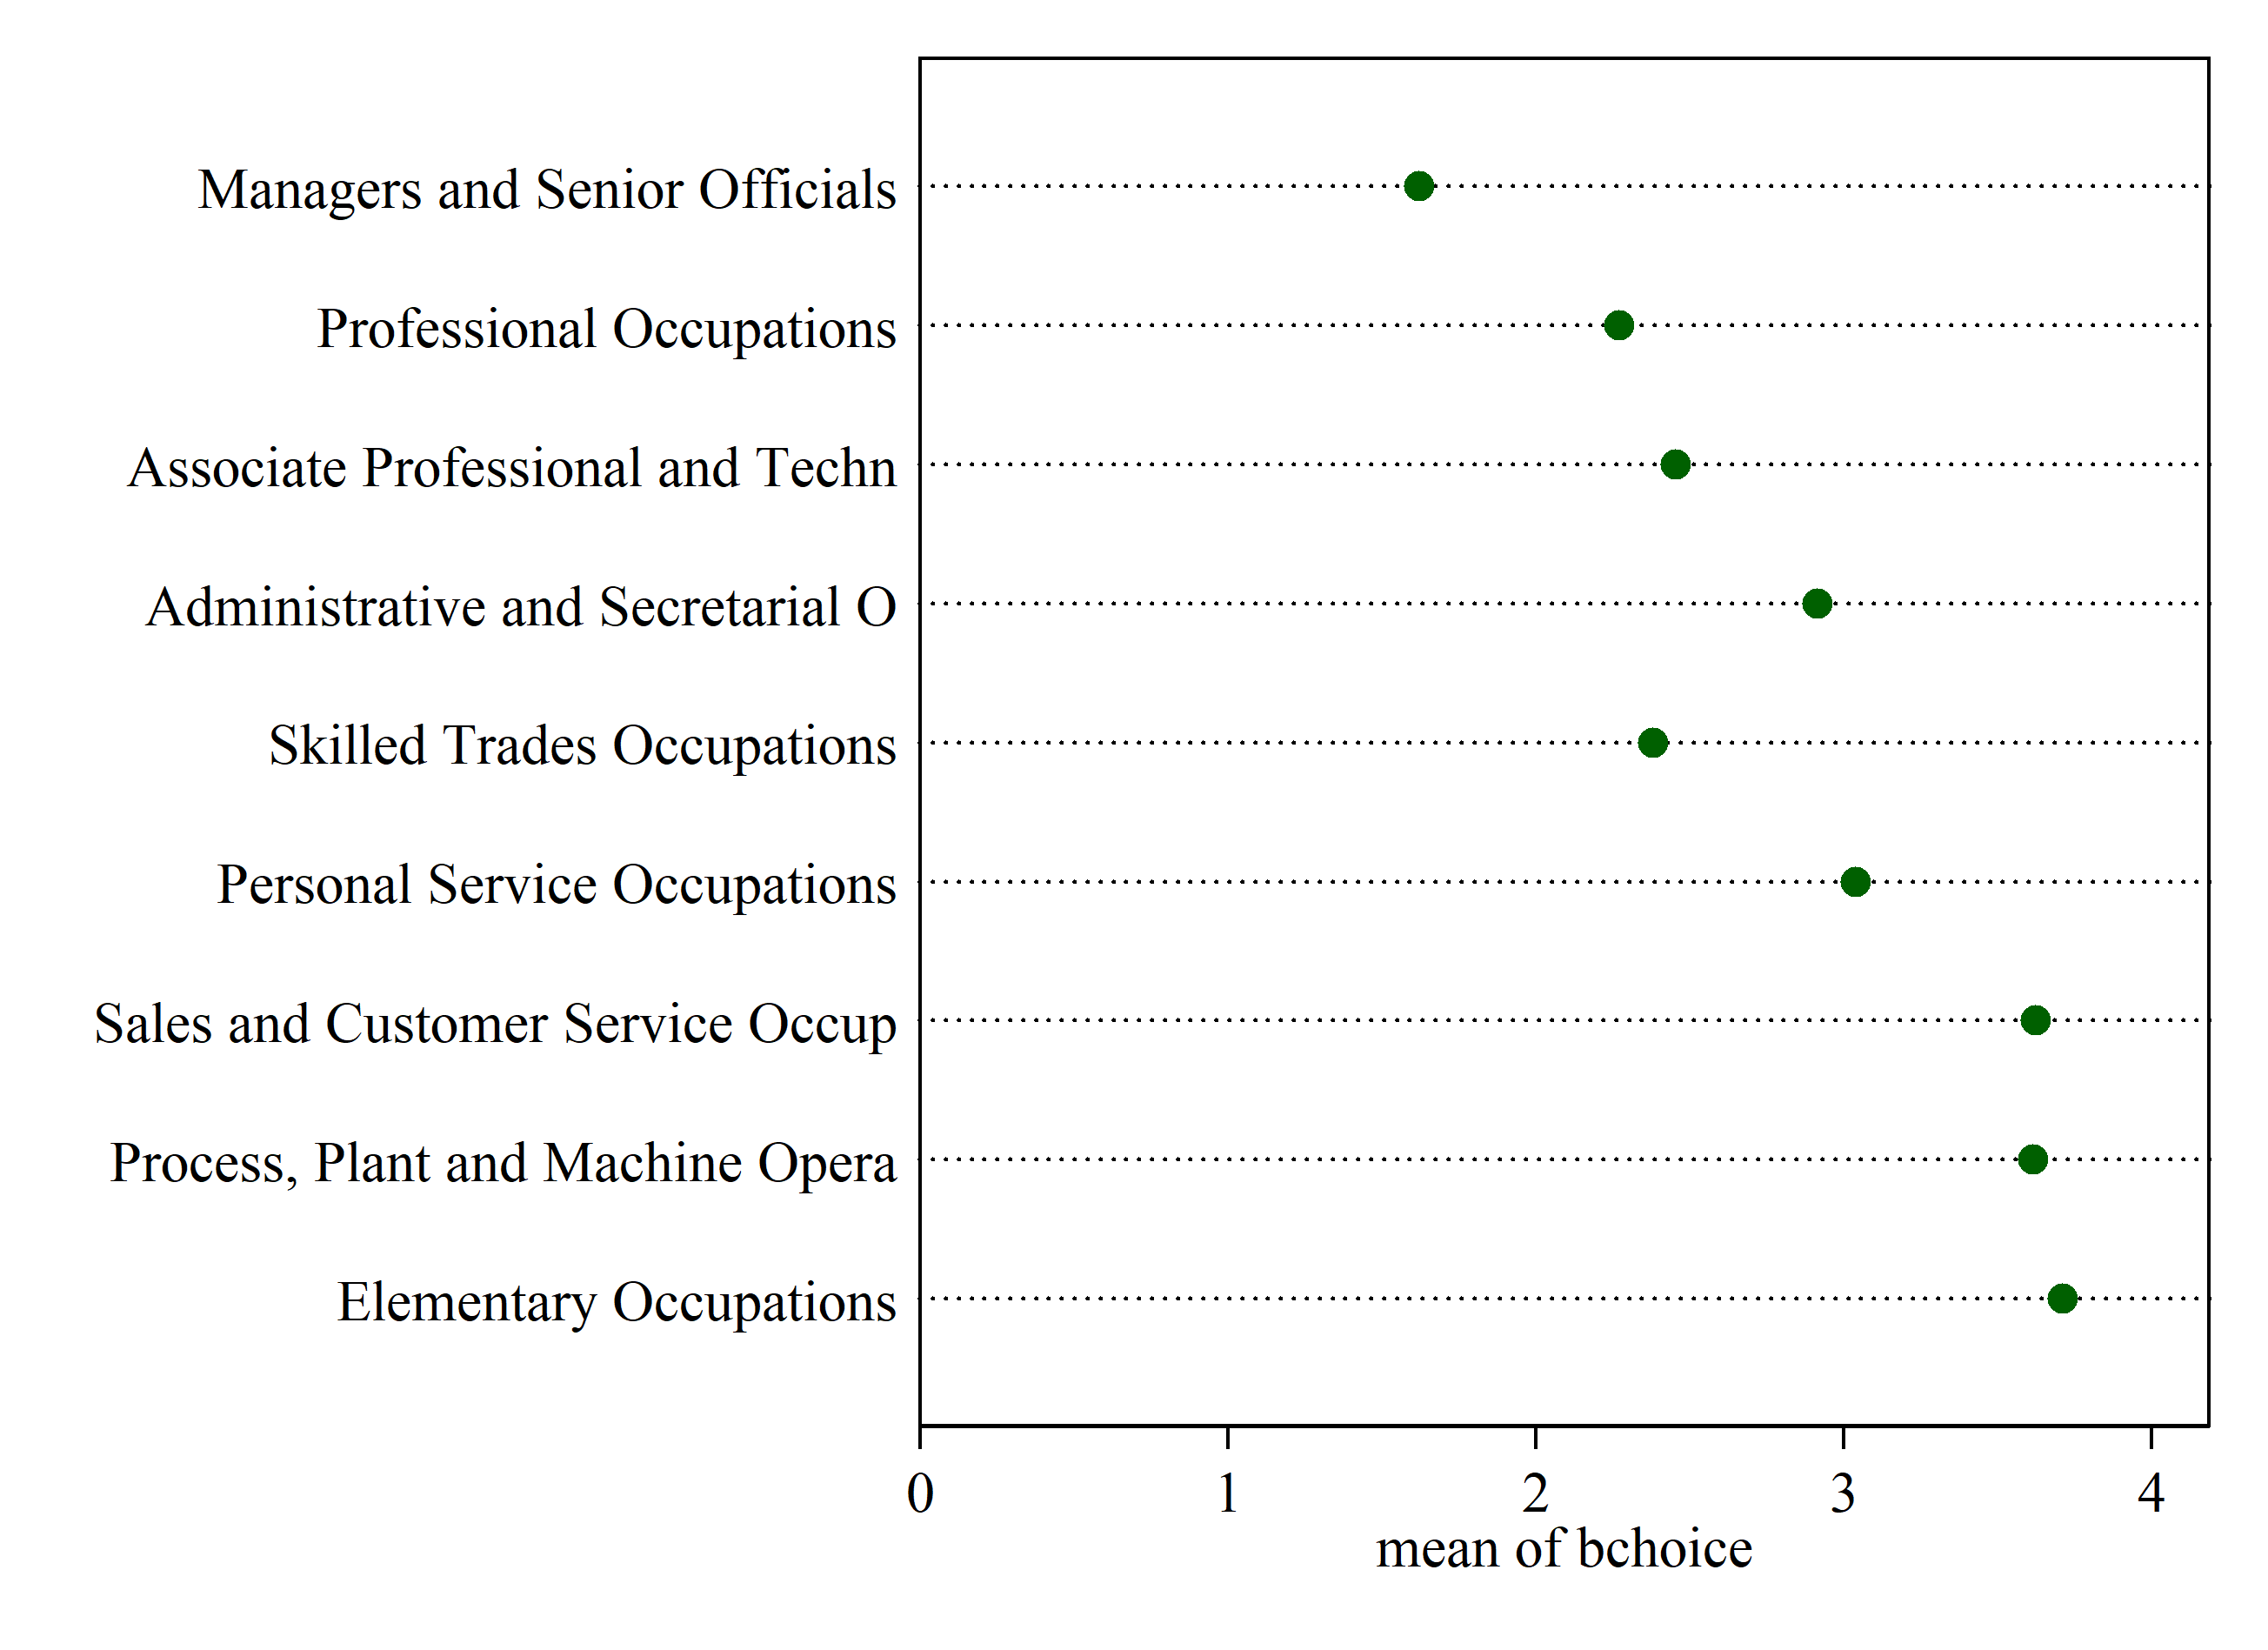 Managers and Senior Officials
Professional Occupations
Associate Professional and Techn
Administrative and Secretarial O
Skilled Trades Occupations
Personal Service Occupations
Sales and Customer Service Occup
Process, Plant and Machine Opera
Elementary Occupations
0 1 2 3 4
mean of bchoice